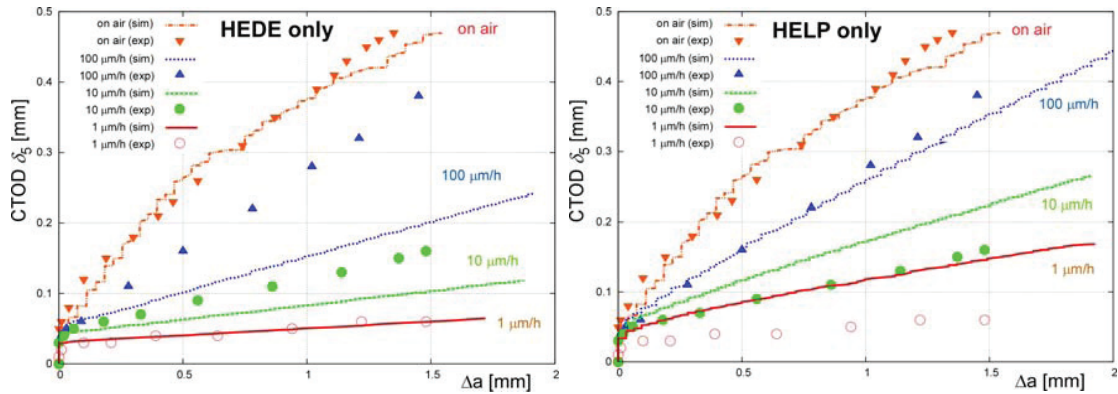 0.5
0.4
0.3
0.2
0.1
0
CTOD δ5 [mm]
on air (sim)
on air (exp)
100 µm/h (sim)
100 µm/h (exp)
10 µm/h (sim)
10 µm/h (exp)
1 µm/h (sim)
1 µm/h (exp)
HEDE only
on air
100 µm/h
10 µm/h
1 µm/h
0 0.5 1 1.5 2
Δa [mm]
0.5
0.4
0.3
0.2
0.1
0
CTOD δ5 [mm]
on air (sim)
on air (exp)
100 µm/h (sim)
100 µm/h (exp)
10 µm/h (sim)
10 µm/h (exp)
1 µm/h (sim)
1 µm/h (exp)
HELP only
on air
100 µm/h
10 µm/h
1 µm/h
0 0.5 1 1.5 2
Δa [mm]